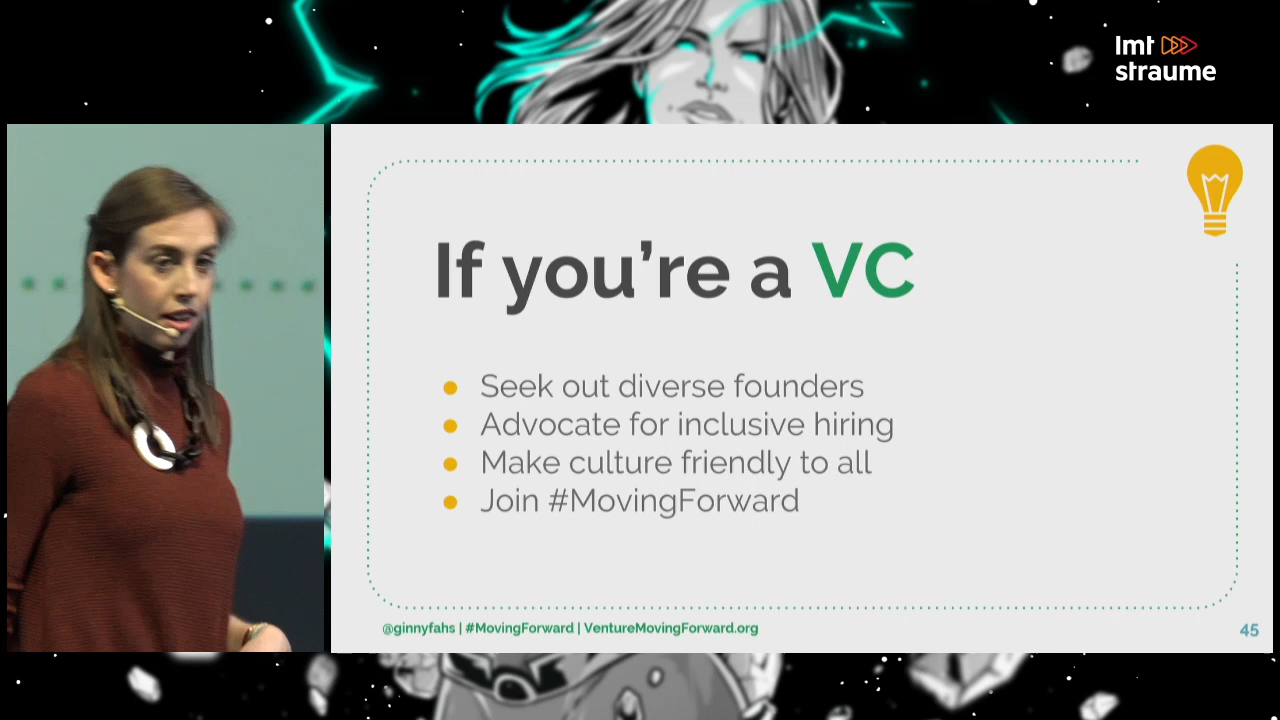 lmt
straume
If you're a VC
Seek out diverse founders
Advocate for inclusive hiring
Make culture friendly to all
Join #MovingForward
@ginnyfahs | #MovingForward | VentureMovingForward.org
45